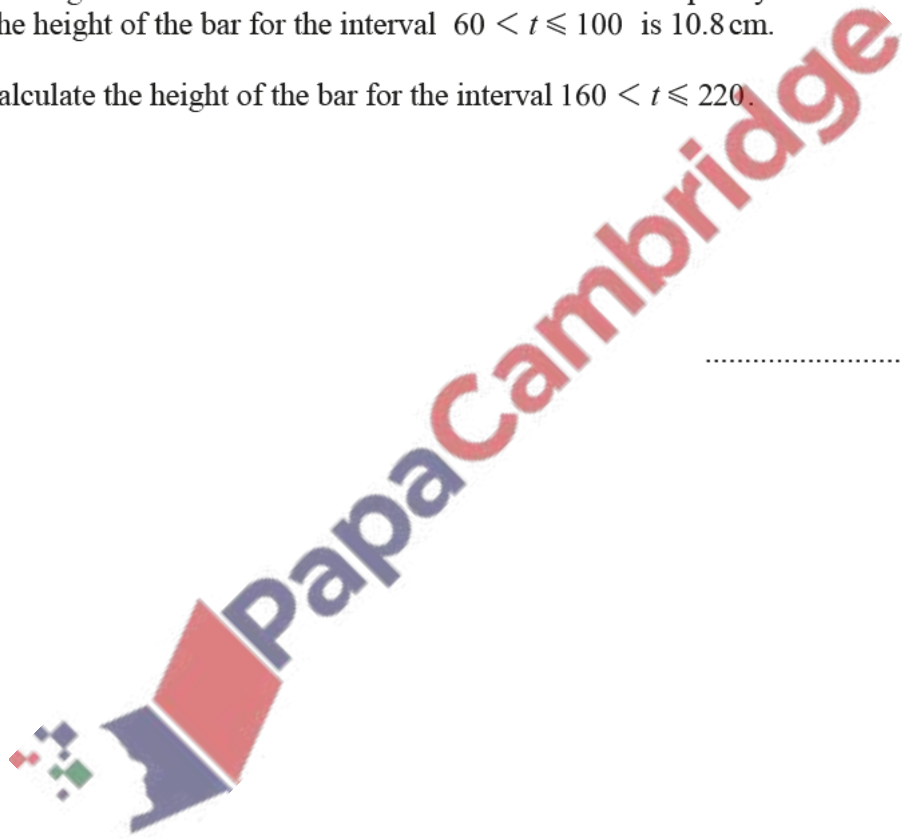 he height of the bar for the interval 60 < t ⩽ 100 is 10.8 cm.
alculate the height of the bar for the interval 160 < t ⩽ 220.
........................
PapaCambridge